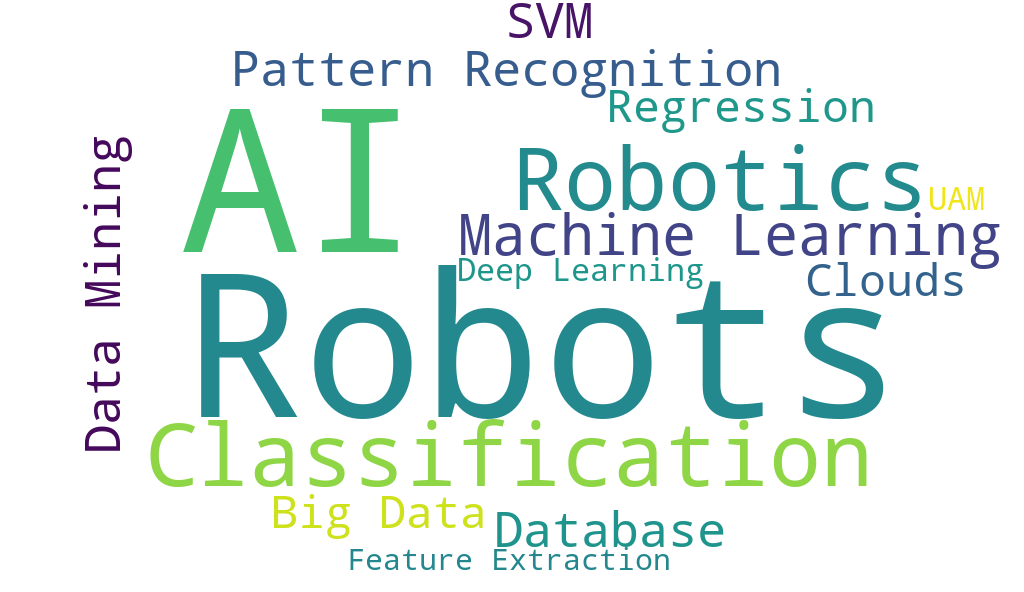 SVM
Pattern Recognition
Regression
AI
Data Mining
Robotics
UAM
Machine Learning
Deep Learning
Clouds
Robots
Classification
Big Data
Database
Feature Extraction